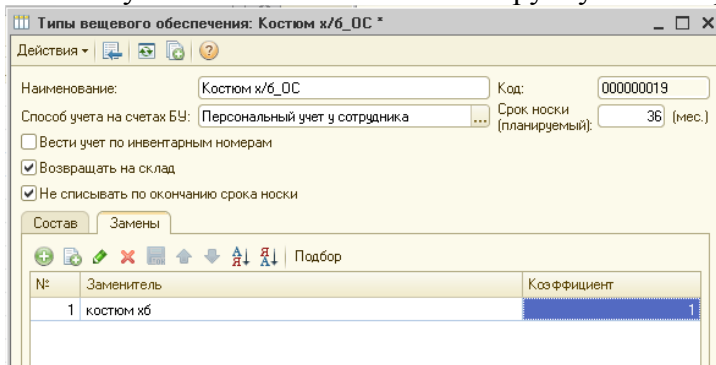 Типы вещевого обеспечения: Костюм х/б_ОС *
Действия
Наименование: Костюм х/б_ОС Код: 000000019
Способ учета на счетах БУ: Персональный учет у сотрудника ... Срок носки (планируемый): 36 (мес.)
Вести учет по инвентарным номерам
Возвращать на склад
Не списывать по окончанию срока носки
Состав Замены
Подбор
№ Заменитель Коэффициент
1 костюм хб 1